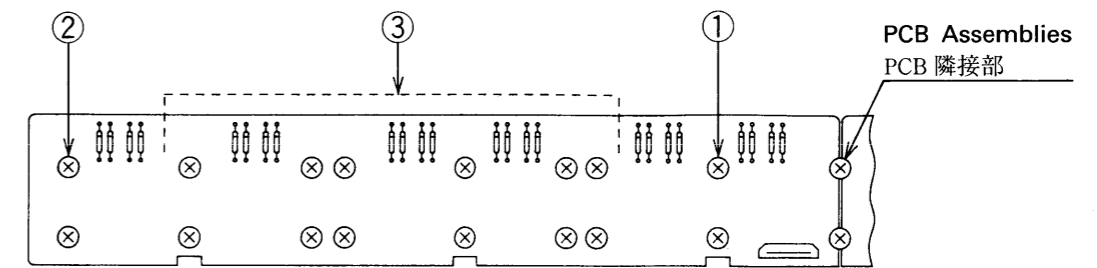 ② ③ ①
PCB Assemblies
PCB 隣接部